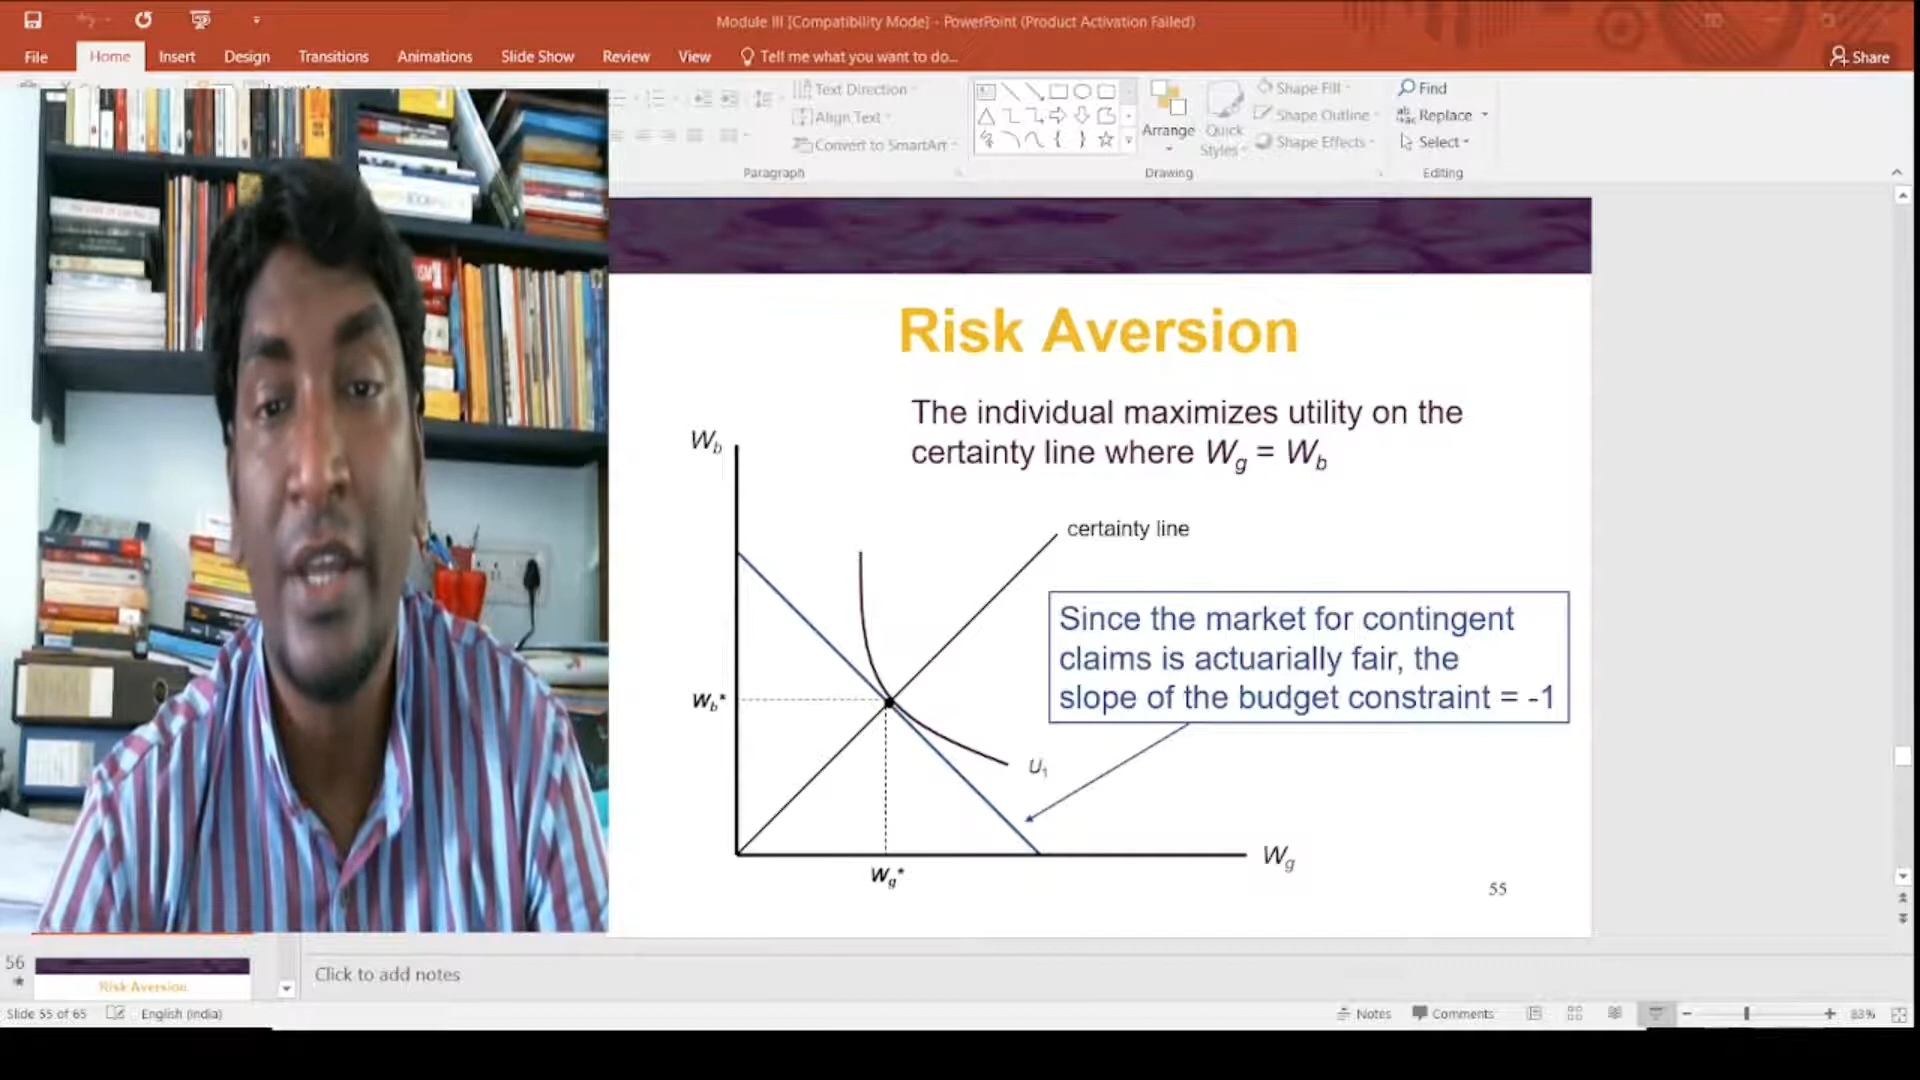 Module III [Compatibility Mode] - PowerPoint (Product Activation Failed)
File Home Insert Design Transitions Animations Slide Show Review View Tell me what you want to do... Share
Text Direction
Align Text
Convert to SmartArt
Paragraph
Arrange
Quick
Styles
Shape Fill
Shape Outline
Shape Effects
Drawing
Find
Replace
Select
Editing
Risk Aversion
The individual maximizes utility on the
certainty line where Wg = Wb
Wb
certainty line
Since the market for contingent
claims is actuarially fair, the
slope of the budget constraint = -1
Wb*
U1
Wg
Wg*
55
56
Risk Aversion
Click to add notes
Slide 55 of 65 English (India) Notes Comments 83%